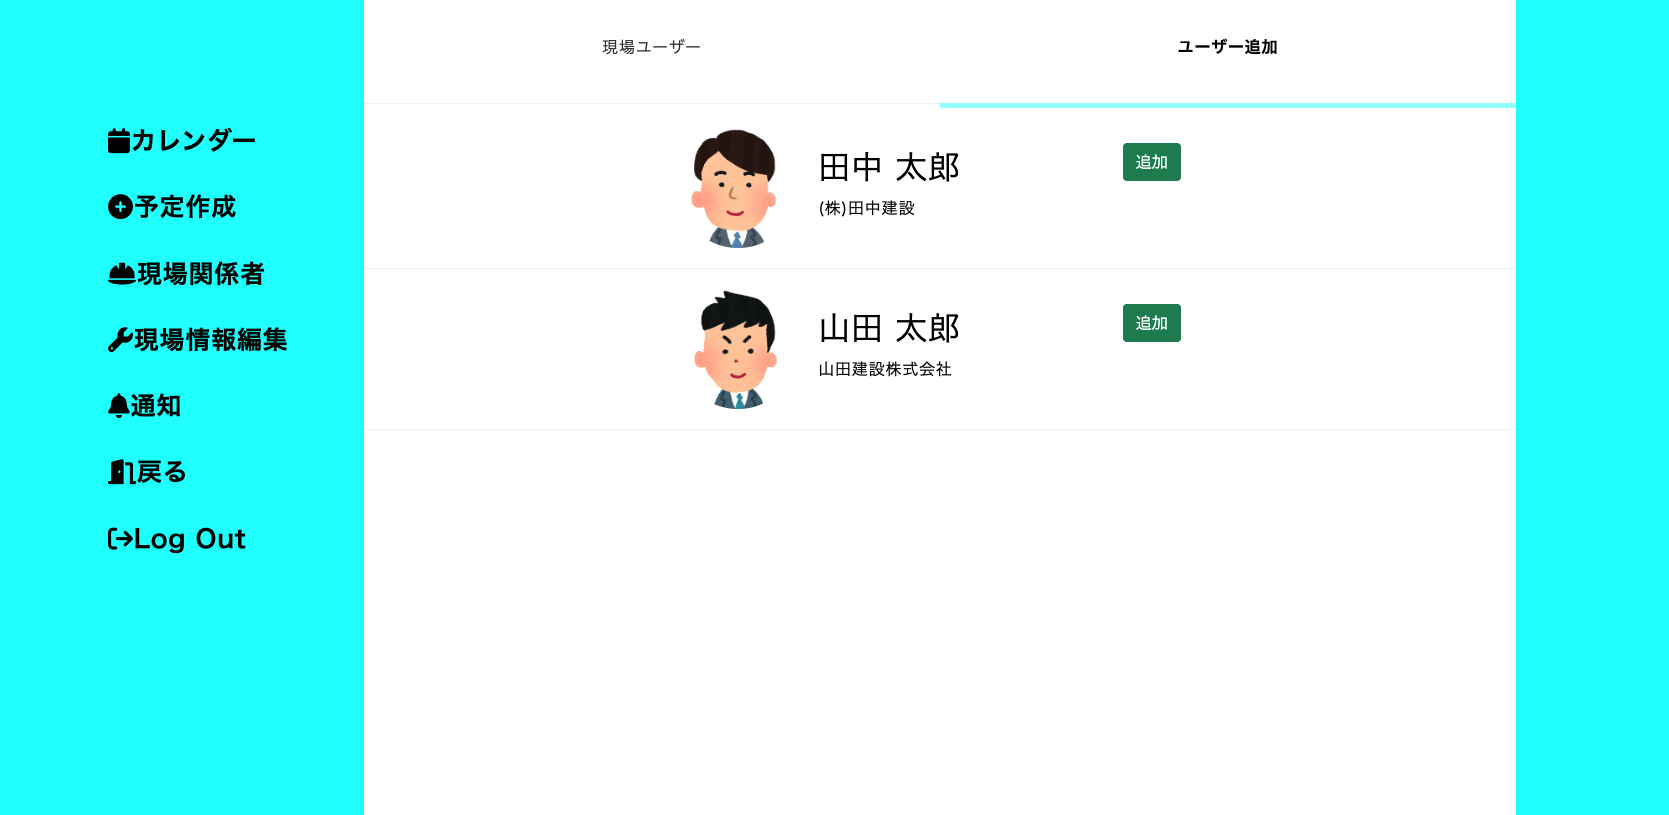 現場ユーザー
ユーザー追加
カレンダー
予定作成
現場関係者
現場情報編集
通知
戻る
Log Out
田中 太郎
(株)田中建設
追加
山田 太郎
山田建設株式会社
追加